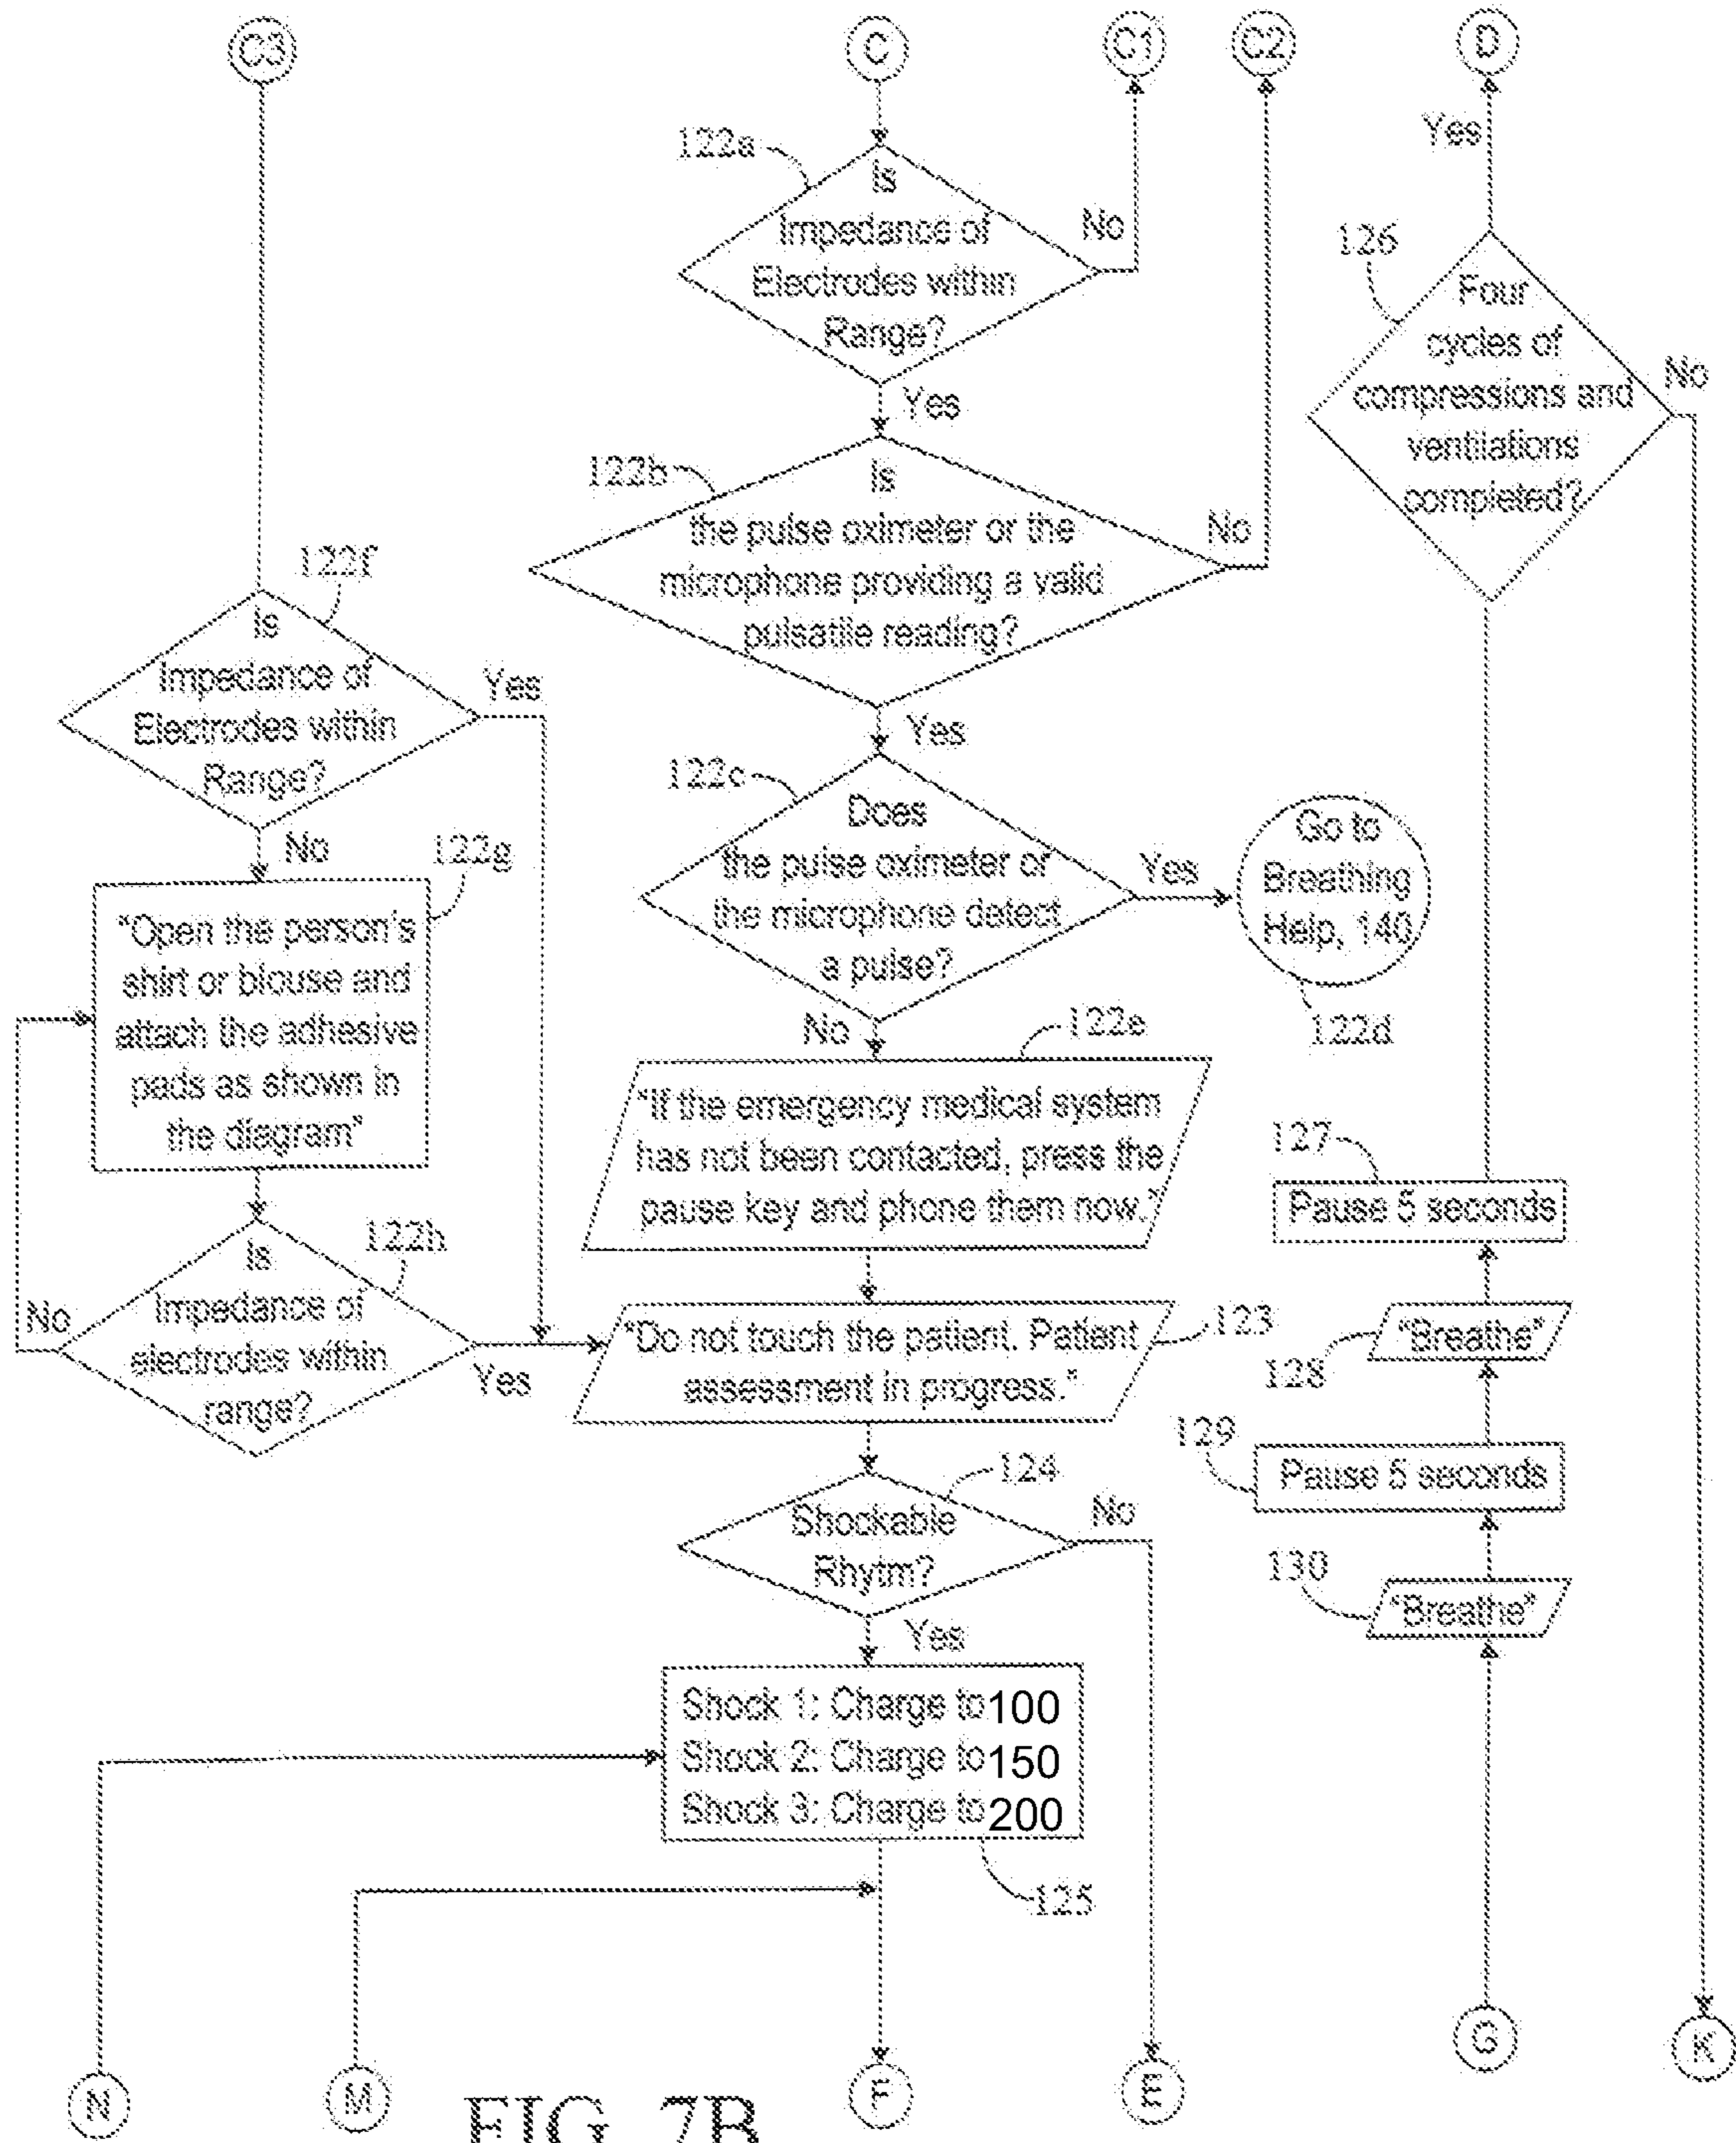 C3
C
C1
C2
D
122a
Is
Impedance of
Electrodes within
Range?
No
Yes
122b
Is
the pulse oximeter or the
microphone providing a valid
pulsatile reading?
No
Yes
122c
Does
the pulse oximeter or
the microphone detect
a pulse?
Yes
Go to
Breathing
Help, 140
122d
No
122e
"If the emergency medical system
has not been contacted, press the
pause key and phone them now."
122f
Is
Impedance of
Electrodes within
Range?
Yes
No
122g
"Open the person's
shirt or blouse and
attach the adhesive
pads as shown in
the diagram"
122h
Is
Impedance of
electrodes within
range?
No
Yes
"Do not touch the patient. Patient
assessment in progress."
123
124
Shockable
Rhytm?
No
Yes
Shock 1: Charge to 100
Shock 2: Charge to 150
Shock 3: Charge to 200
125
Yes
126
Four
cycles of
compressions and
ventilations
completed?
No
127
Pause 5 seconds
128
"Breathe"
129
Pause 5 seconds
130
"Breathe"
N
M
F
E
G
K
FIG. 7B